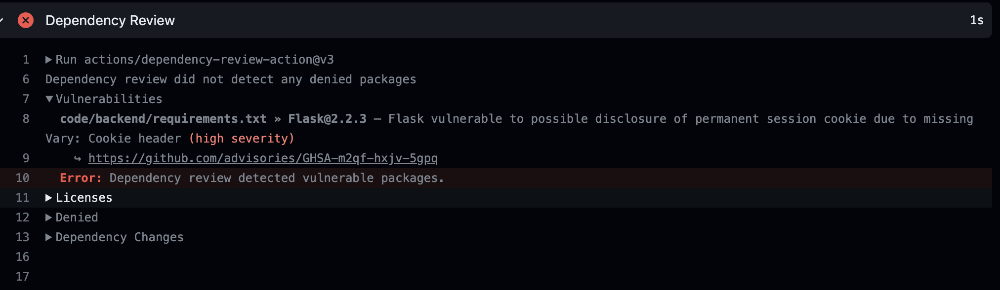 Dependency Review 1s
1 ▶ Run actions/dependency-review-action@v3
6 Dependency review did not detect any denied packages
7 ▼ Vulnerabilities
8 code/backend/requirements.txt » Flask@2.2.3 – Flask vulnerable to possible disclosure of permanent session cookie due to missing
Vary: Cookie header (high severity)
9 ↪ https://github.com/advisories/GHSA-m2qf-hxjv-5gpq
10 Error: Dependency review detected vulnerable packages.
11 ▶ Licenses
12 ▶ Denied
13 ▶ Dependency Changes
16
17